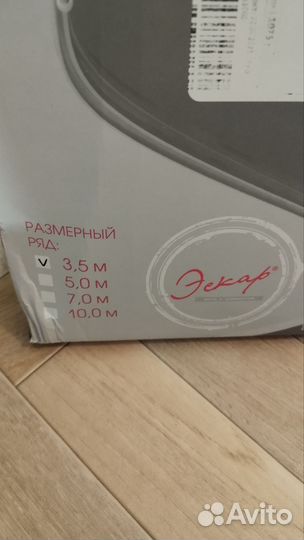 РАЗМЕРНЫЙ
РЯД:
V 3,5 м
5,0 м
7,0 м
10,0 м
Эскар®
Avito